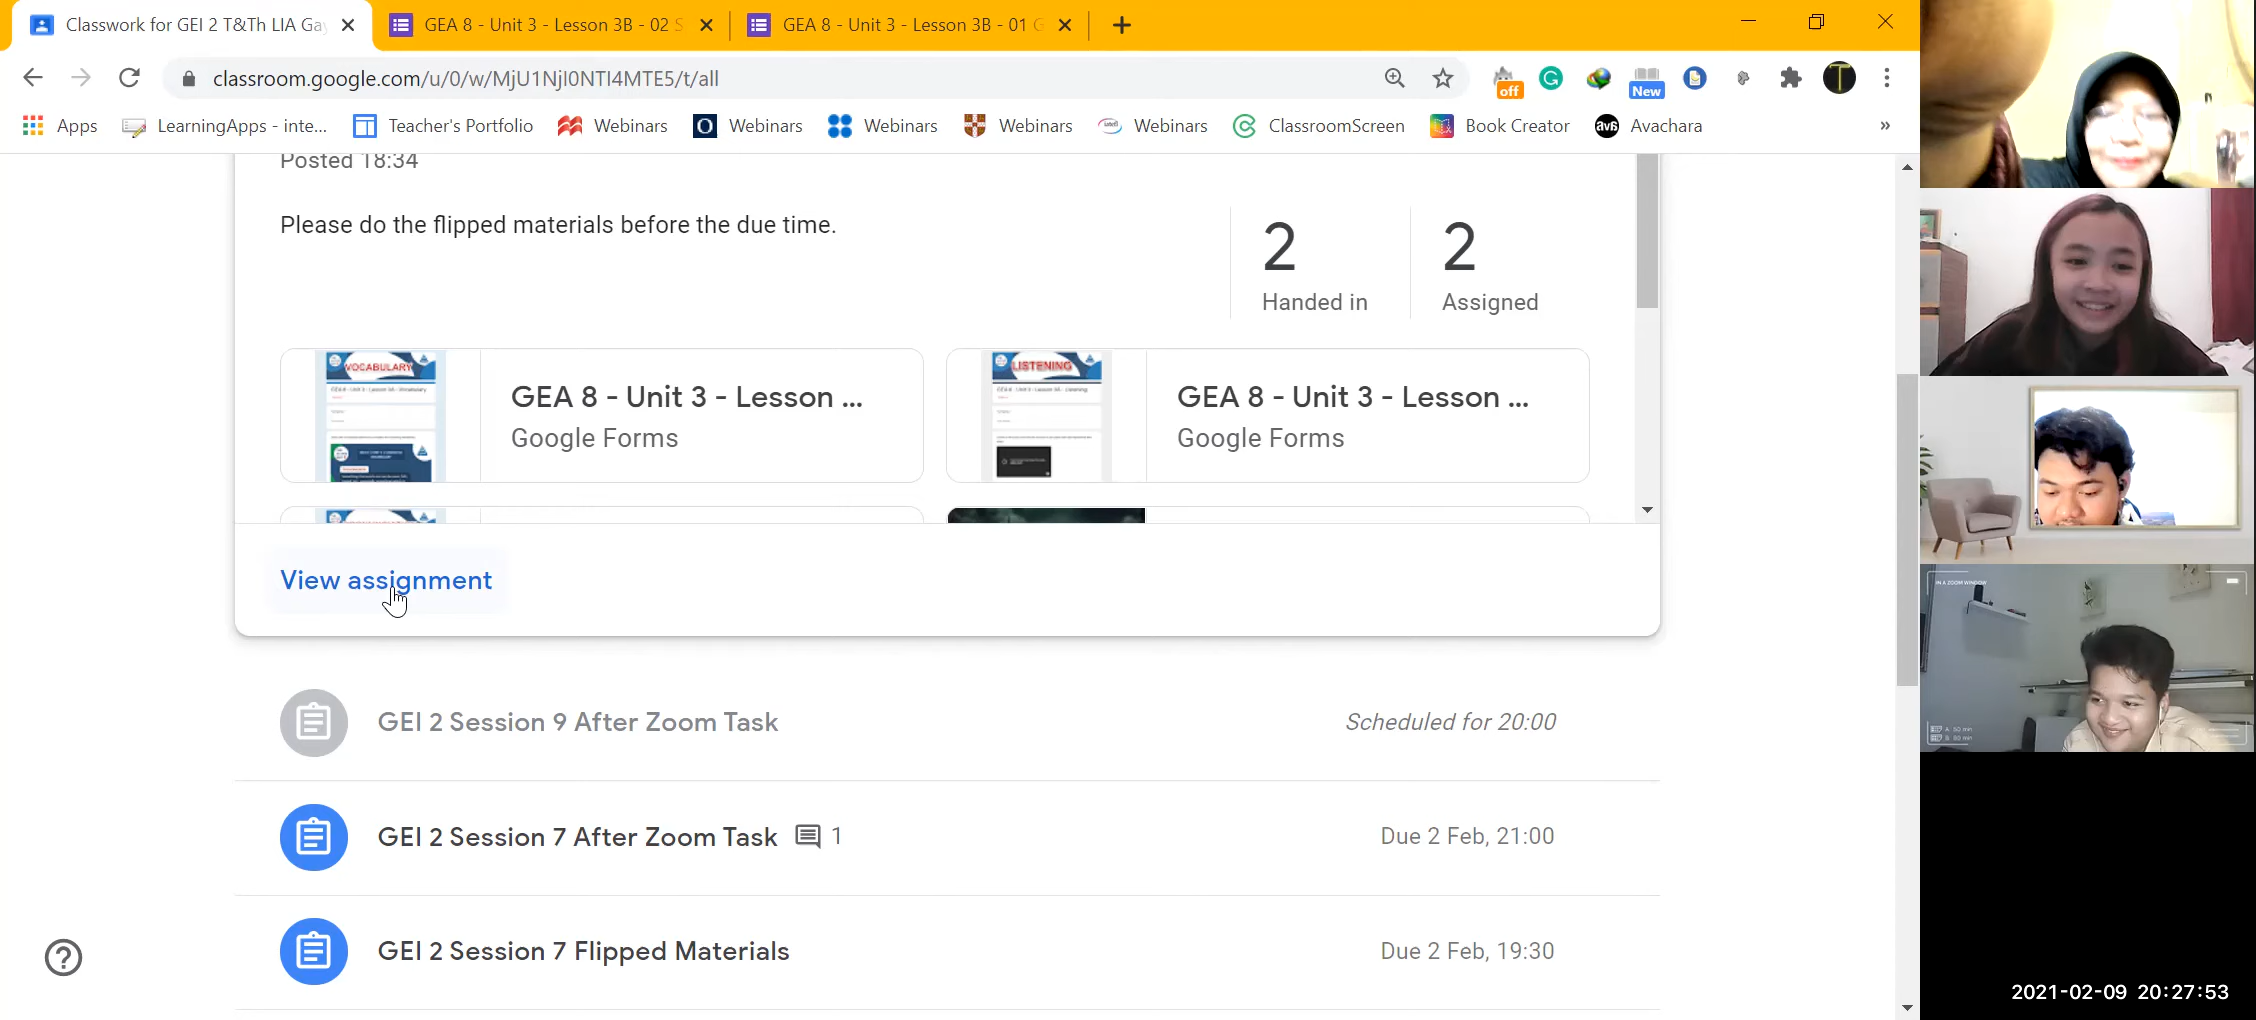 Classwork for GEI 2 T&Th LIA Ga
GEA 8 - Unit 3 - Lesson 3B - 02 S
GEA 8 - Unit 3 - Lesson 3B - 01 G
classroom.google.com/u/0/w/MjU1NjI0NTI4MTE5/t/all
off
New
Apps
LearningApps - inte...
Teacher's Portfolio
Webinars
Webinars
Webinars
Webinars
Webinars
ClassroomScreen
Book Creator
Avachara
»
Posted 18:34
Please do the flipped materials before the due time.
2
Handed in
2
Assigned
VOCABULARY
GEA 8 - Unit 3 - Lesson ...
Google Forms
LISTENING
GEA 8 - Unit 3 - Lesson ...
Google Forms
View assignment
GEI 2 Session 9 After Zoom Task
Scheduled for 20:00
GEI 2 Session 7 After Zoom Task
1
Due 2 Feb, 21:00
GEI 2 Session 7 Flipped Materials
Due 2 Feb, 19:30
IN A ZOOM WINDOW
2021-02-09 20:27:53